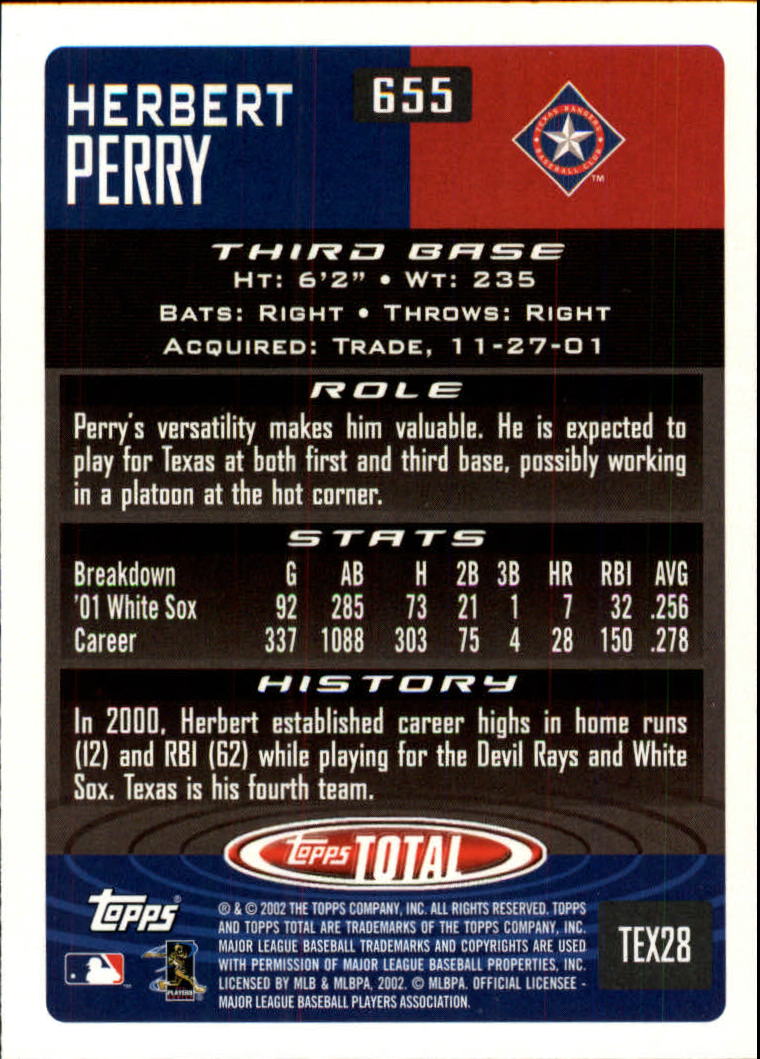 HERBERT
PERRY
655
TEXAS RANGERS
BASEBALL CLUB
TM
THIRD BASE
HT: 6'2" • WT: 235
BATS: RIGHT • THROWS: RIGHT
ACQUIRED: TRADE, 11-27-01
ROLE
Perry's versatility makes him valuable. He is expected to
play for Texas at both first and third base, possibly working
in a platoon at the hot corner.
STATS
Breakdown G AB H 2B 3B HR RBI AVG
'01 White Sox 92 285 73 21 1 7 32 .256
Career 337 1088 303 75 4 28 150 .278
HISTORY
In 2000, Herbert established career highs in home runs
(12) and RBI (62) while playing for the Devil Rays and White
Sox. Texas is his fourth team.
topps TOTAL
topps®
® & © 2002 THE TOPPS COMPANY, INC. ALL RIGHTS RESERVED. TOPPS
AND TOPPS TOTAL ARE TRADEMARKS OF THE TOPPS COMPANY, INC.
MAJOR LEAGUE BASEBALL TRADEMARKS AND COPYRIGHTS ARE USED
WITH PERMISSION OF MAJOR LEAGUE BASEBALL PROPERTIES, INC.
LICENSED BY MLB & MLBPA, 2002. © MLBPA. OFFICIAL LICENSEE -
MAJOR LEAGUE BASEBALL PLAYERS ASSOCIATION.
PLAYERS
TEX28